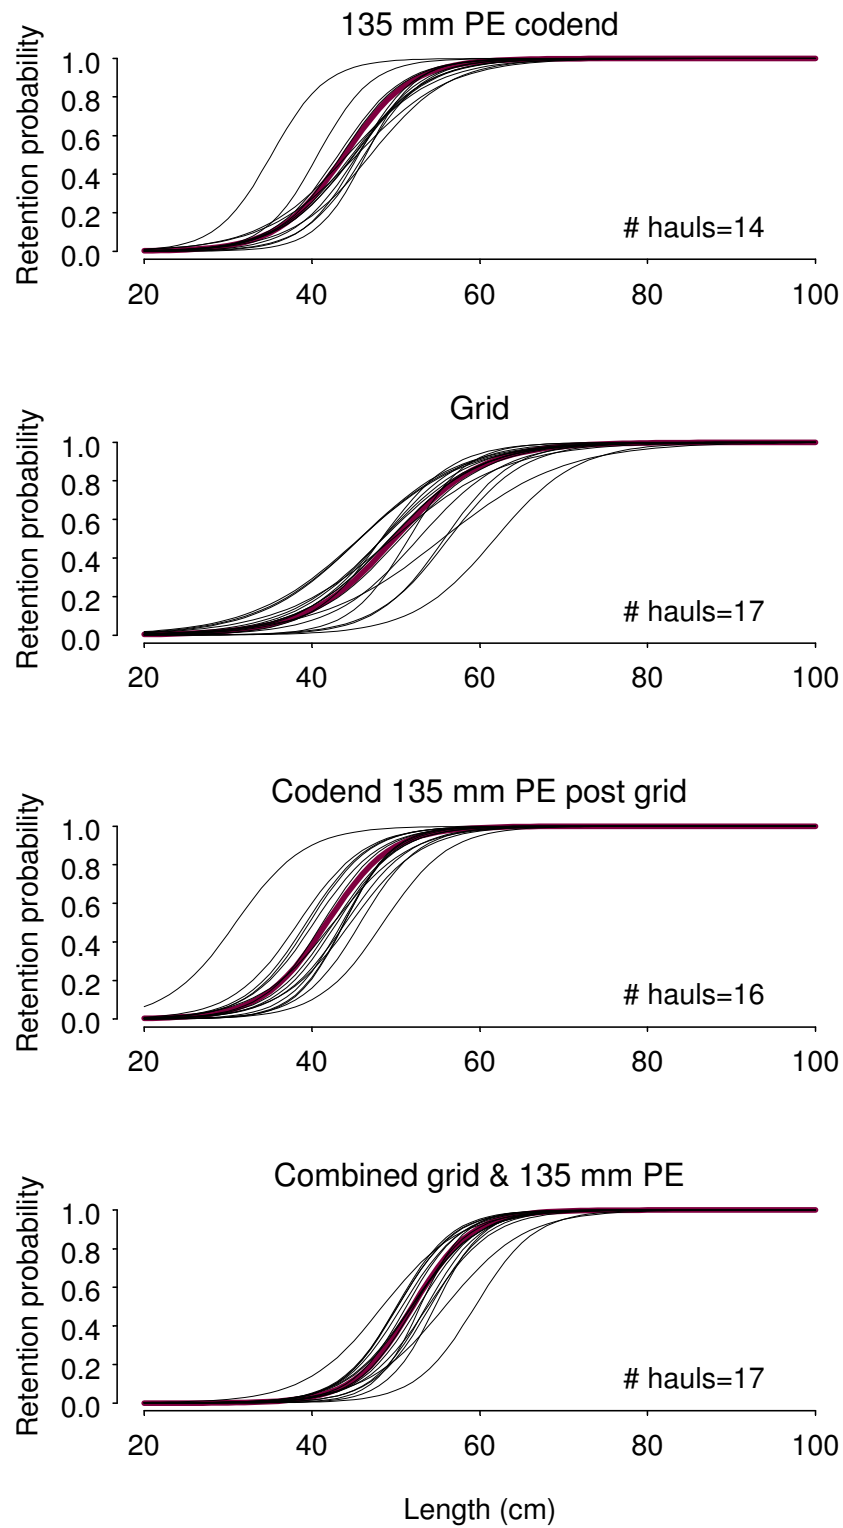 135 mm PE codend
Retention probability
1.0
0.8
0.6
0.4
0.2
0.0
# hauls=14
20 40 60 80 100
Grid
Retention probability
1.0
0.8
0.6
0.4
0.2
0.0
# hauls=17
20 40 60 80 100
Codend 135 mm PE post grid
Retention probability
1.0
0.8
0.6
0.4
0.2
0.0
# hauls=16
20 40 60 80 100
Combined grid & 135 mm PE
Retention probability
1.0
0.8
0.6
0.4
0.2
0.0
# hauls=17
20 40 60 80 100
Length (cm)